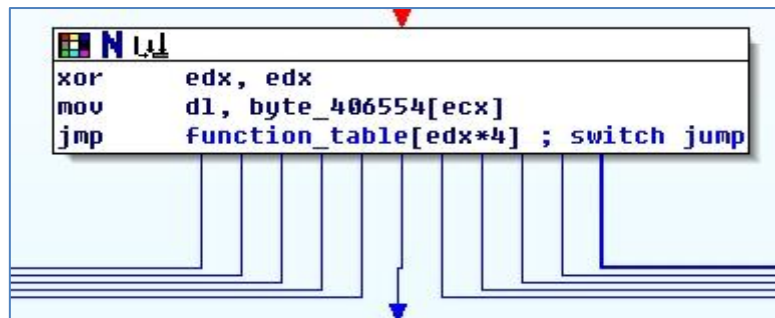 xor edx, edx
mov dl, byte_406554[ecx]
jmp function_table[edx*4] ; switch jump